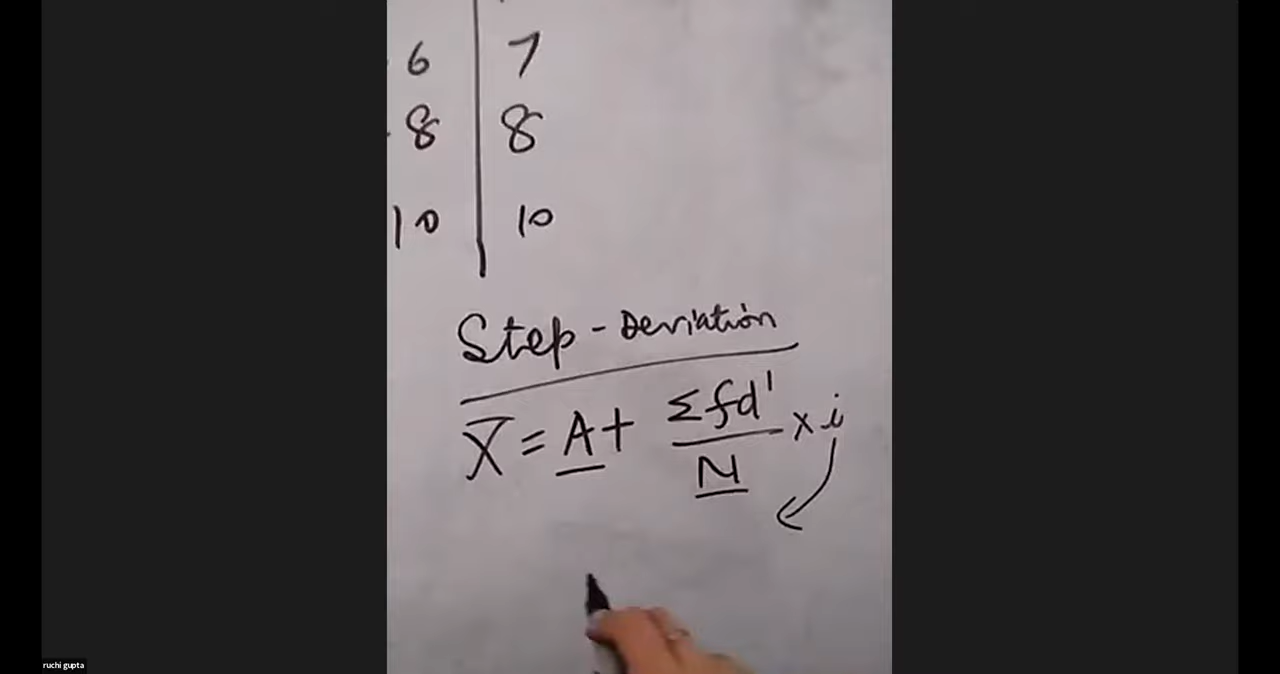 6 7
8 8
10 10
Step - Deviation
X̄ = A + Σfd' / N × i
ruchi gupta